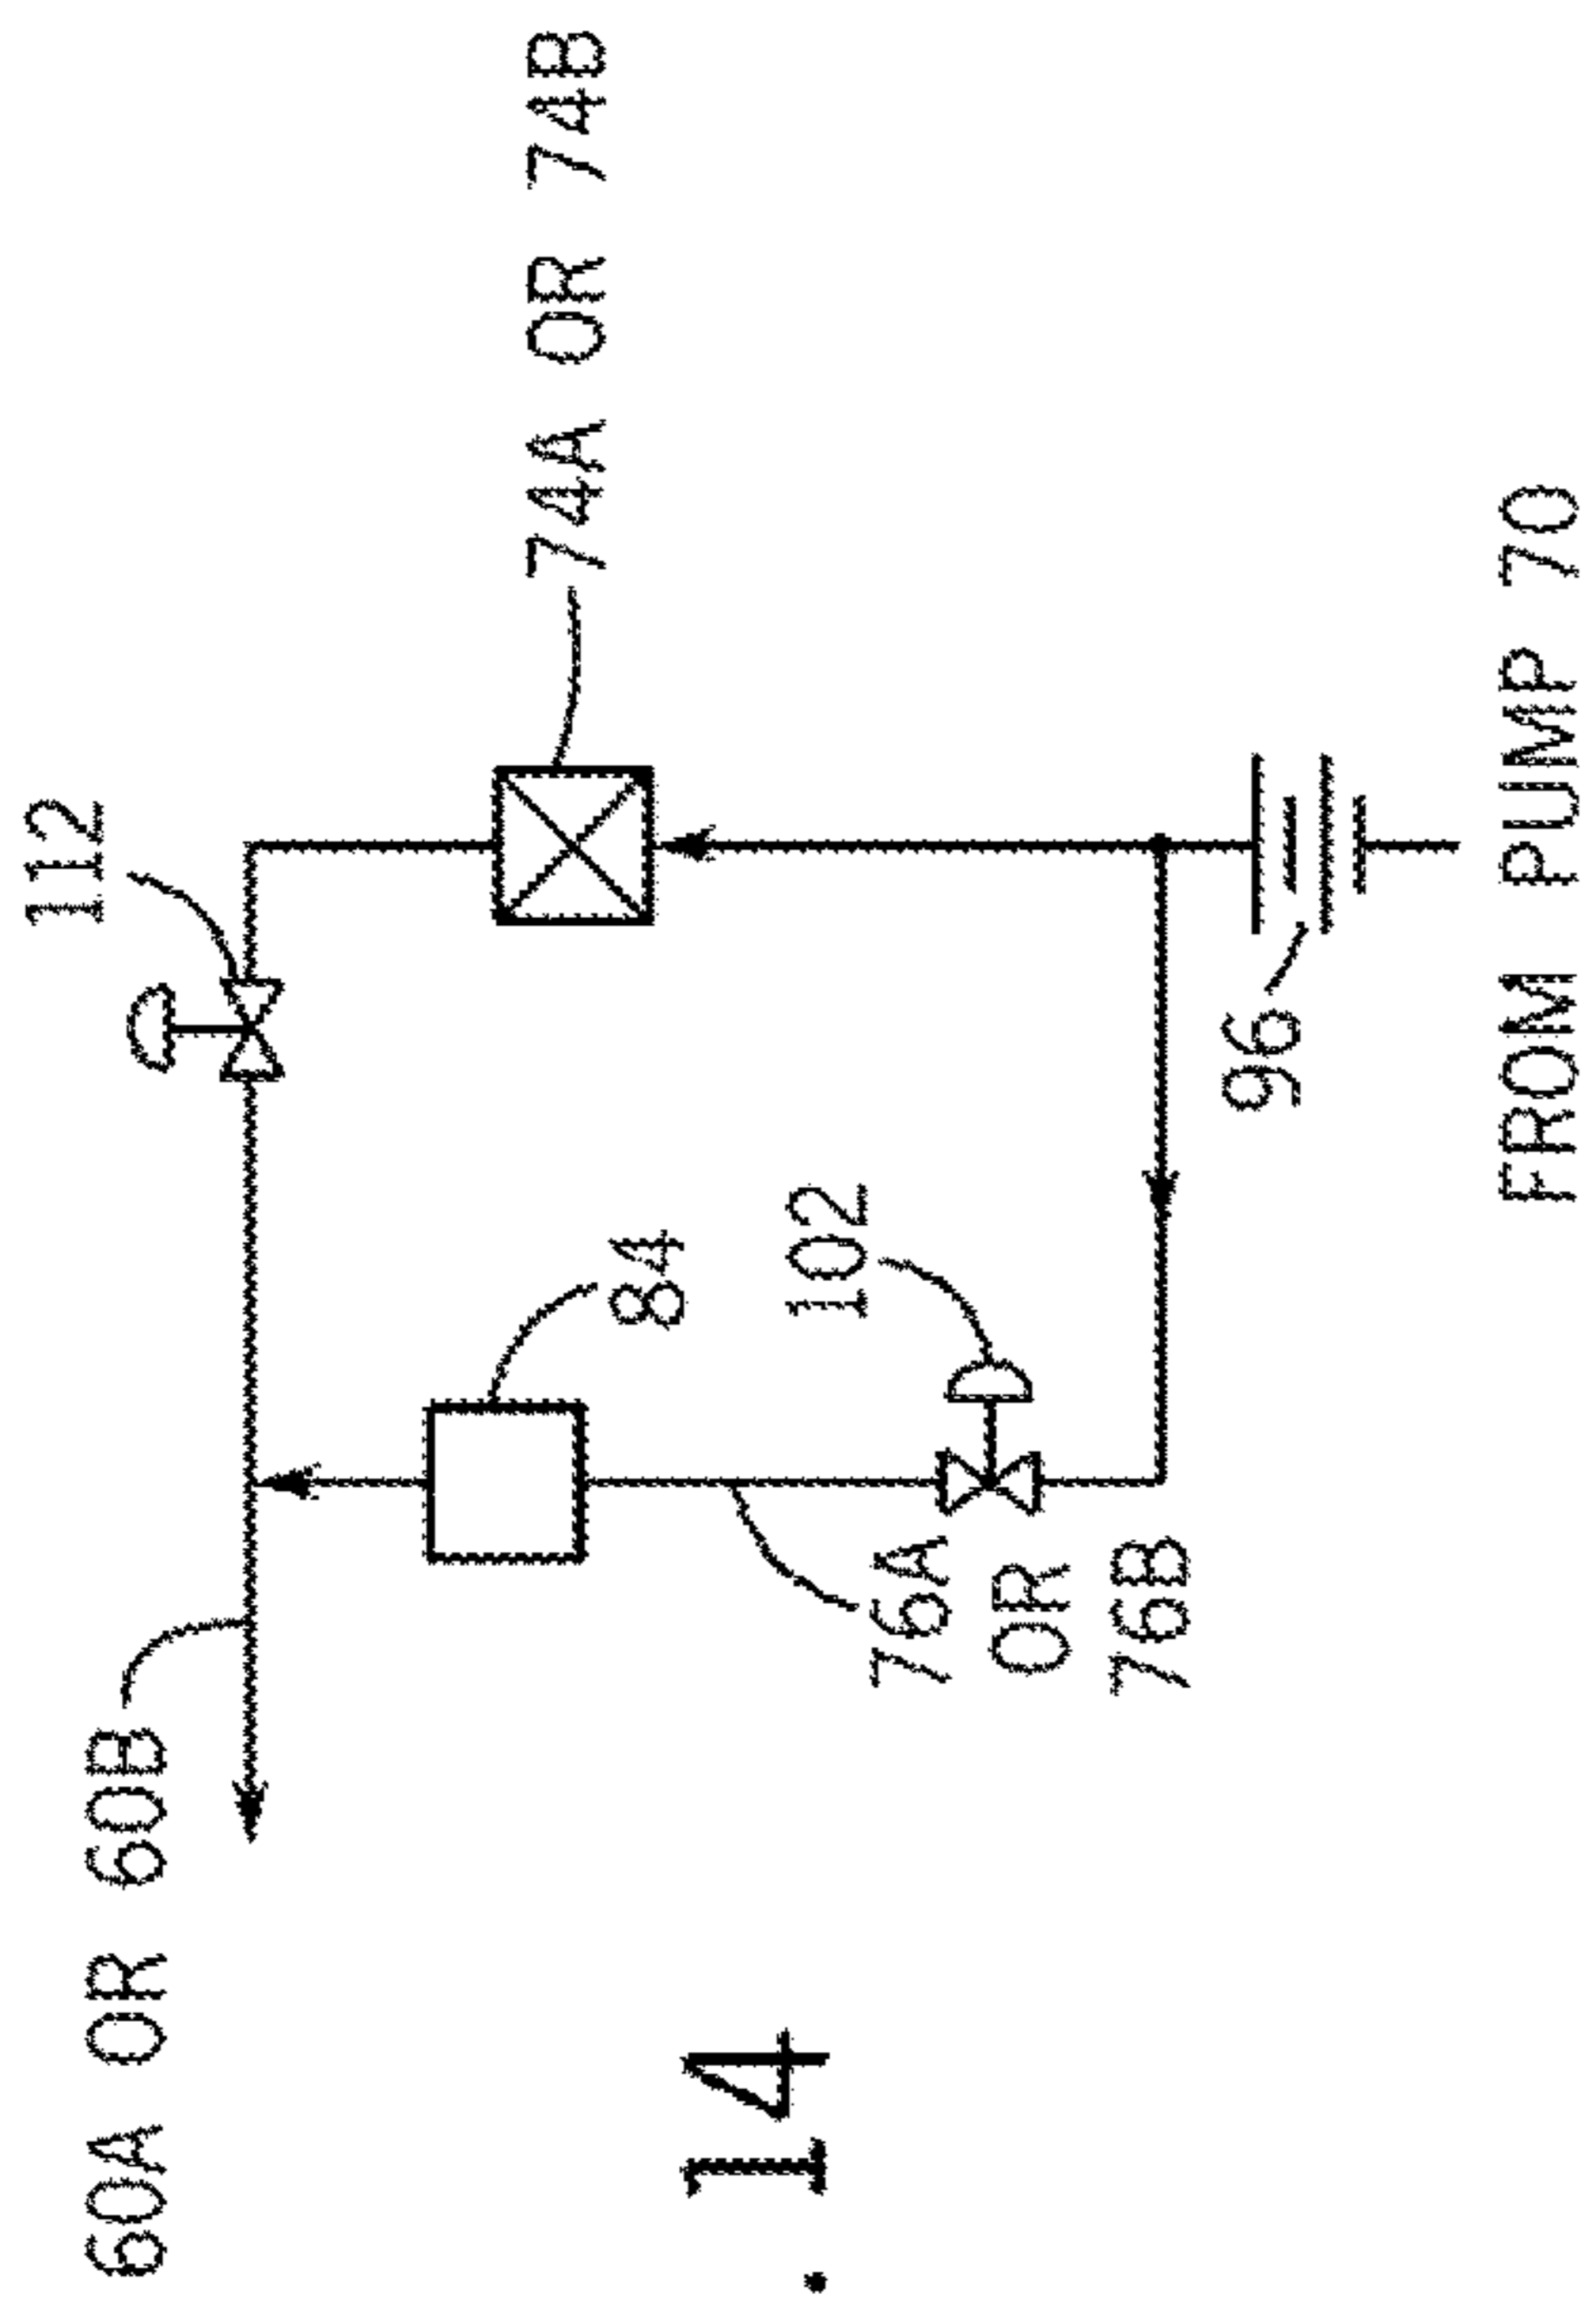 112
74A OR 74B
60A OR 60B
84
102
76A
OR
76B
96
FROM PUMP 70
. 14